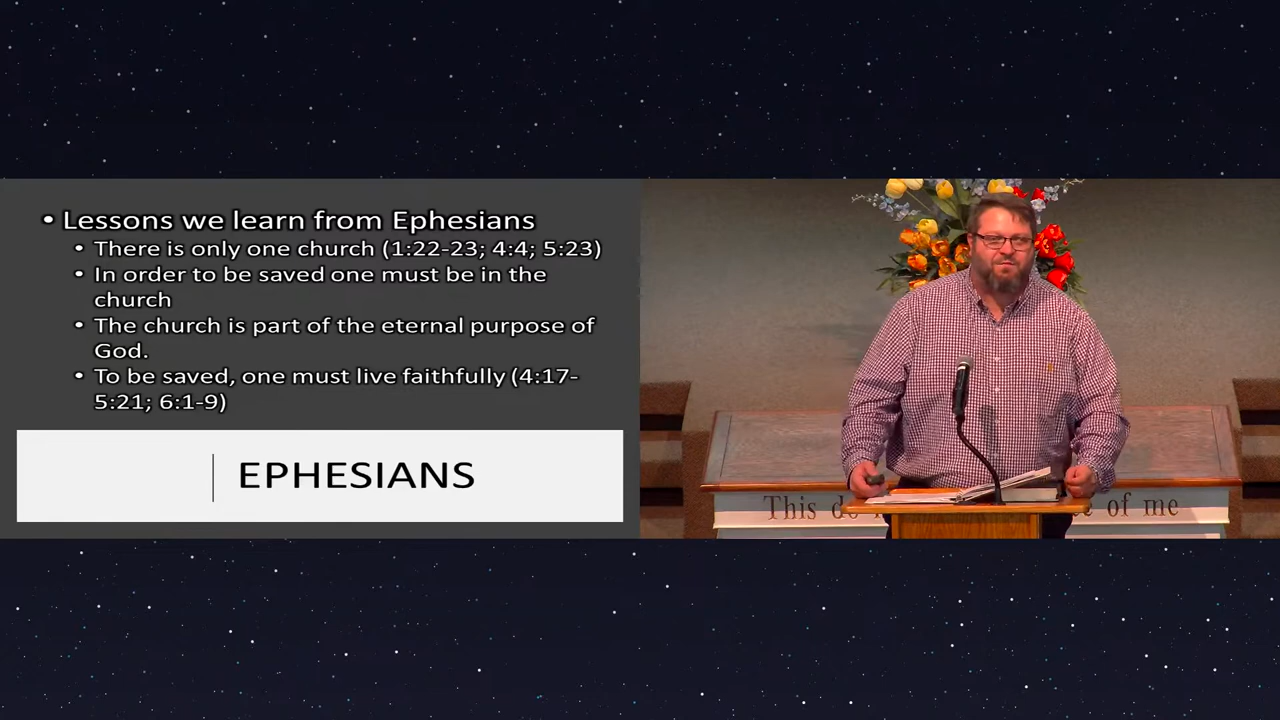 • Lessons we learn from Ephesians
• There is only one church (1:22-23; 4:4; 5:23)
• In order to be saved one must be in the
church
• The church is part of the eternal purpose of
God.
• To be saved, one must live faithfully (4:17-
5:21; 6:1-9)
EPHESIANS
This do of me